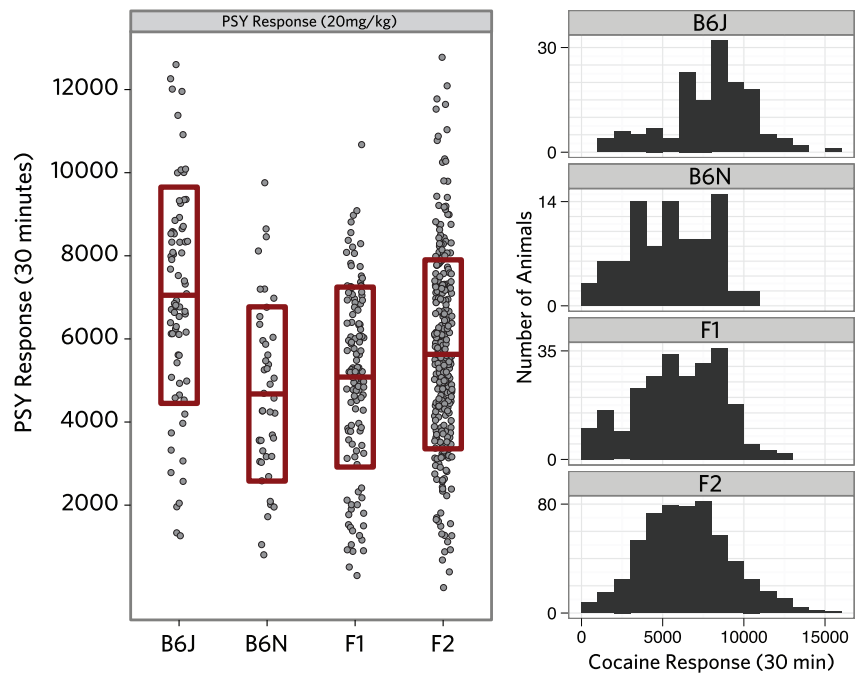 PSY Response (20mg/kg)
PSY Response (30 minutes)
12000
10000
8000
6000
4000
2000
B6J B6N F1 F2
Number of Animals
B6J
30
0
B6N
14
0
F1
35
0
F2
80
0
0 5000 10000 15000
Cocaine Response (30 min)